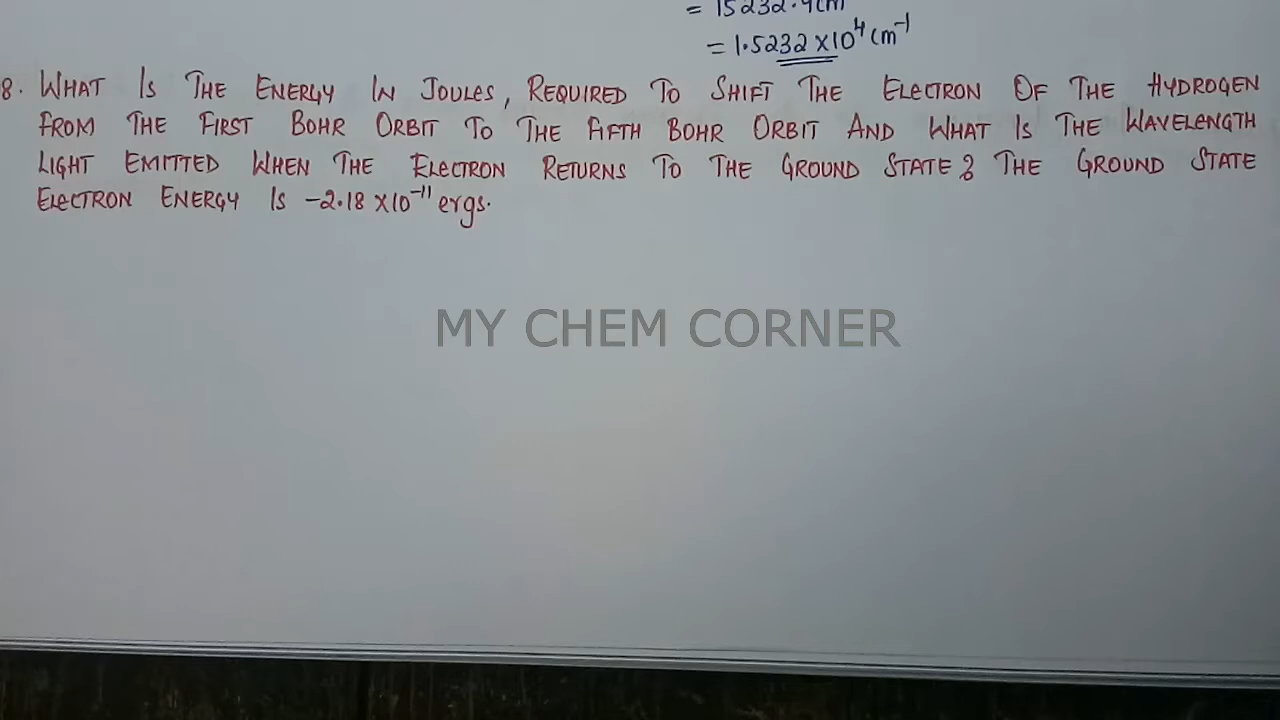 = 15232.4cm
= 1.5232 x10⁴ cm⁻¹
8. WHAT IS THE ENERGY IN JOULES, REQUIRED TO SHIFT THE ELECTRON OF THE HYDROGEN
FROM THE FIRST BOHR ORBIT TO THE FIFTH BOHR ORBIT AND WHAT IS THE WAVELENGTH
LIGHT EMITTED WHEN THE ELECTRON RETURNS TO THE GROUND STATE? THE GROUND STATE
ELECTRON ENERGY IS -2.18 x10⁻¹¹ ergs.
MY CHEM CORNER